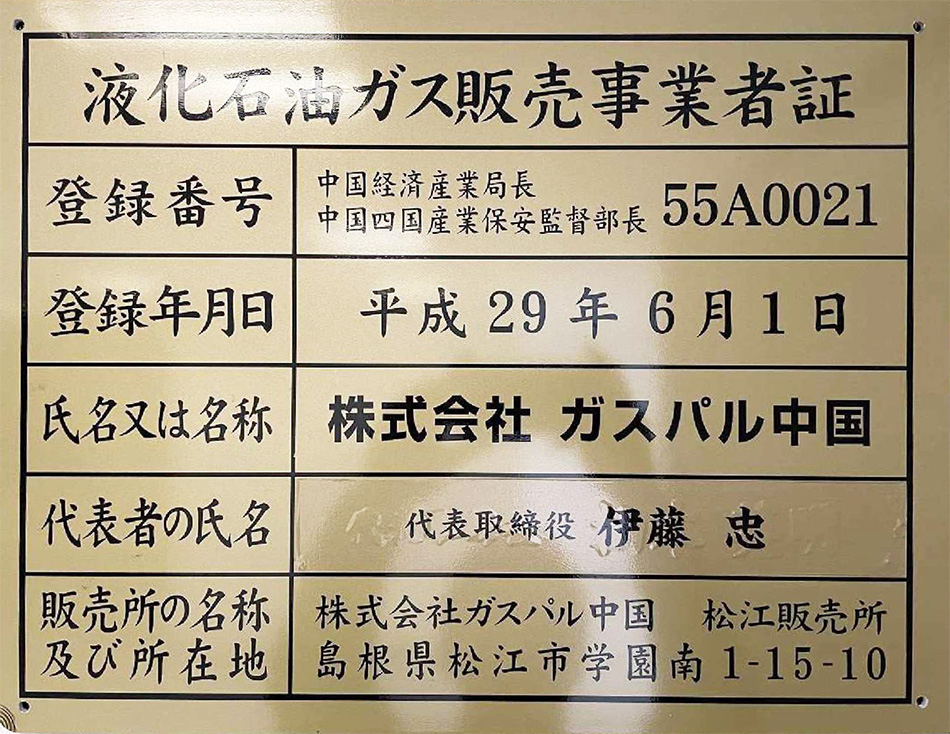 液化石油ガス販売事業者証
登録番号
中国経済産業局長
中国四国産業保安監督部長
55A0021
登録年月日
平成 29 年 6 月 1 日
氏名又は名称
株式会社 ガスパル中国
代表者の氏名
代表取締役 伊藤 忠
販売所の名称
及び所在地
株式会社ガスパル中国 松江販売所
島根県松江市学園南 1-15-10